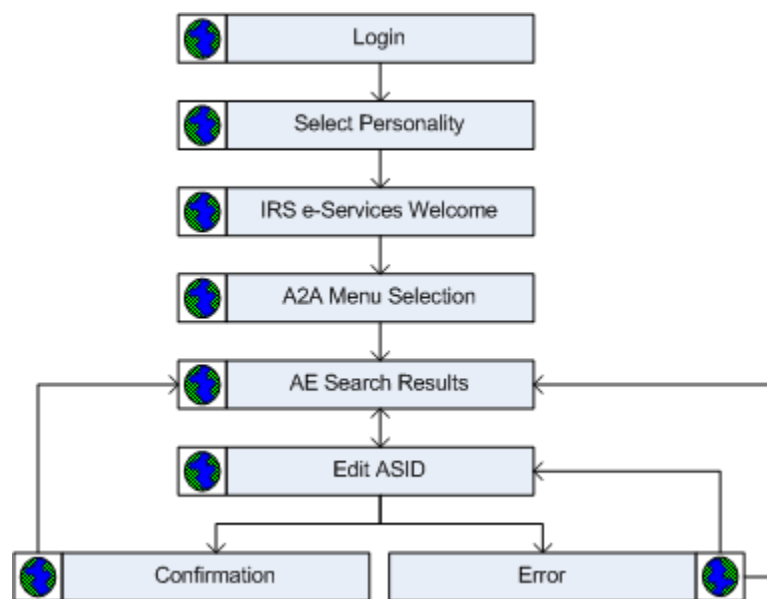 Login
Select Personality
IRS e-Services Welcome
A2A Menu Selection
AE Search Results
Edit ASID
Confirmation
Error